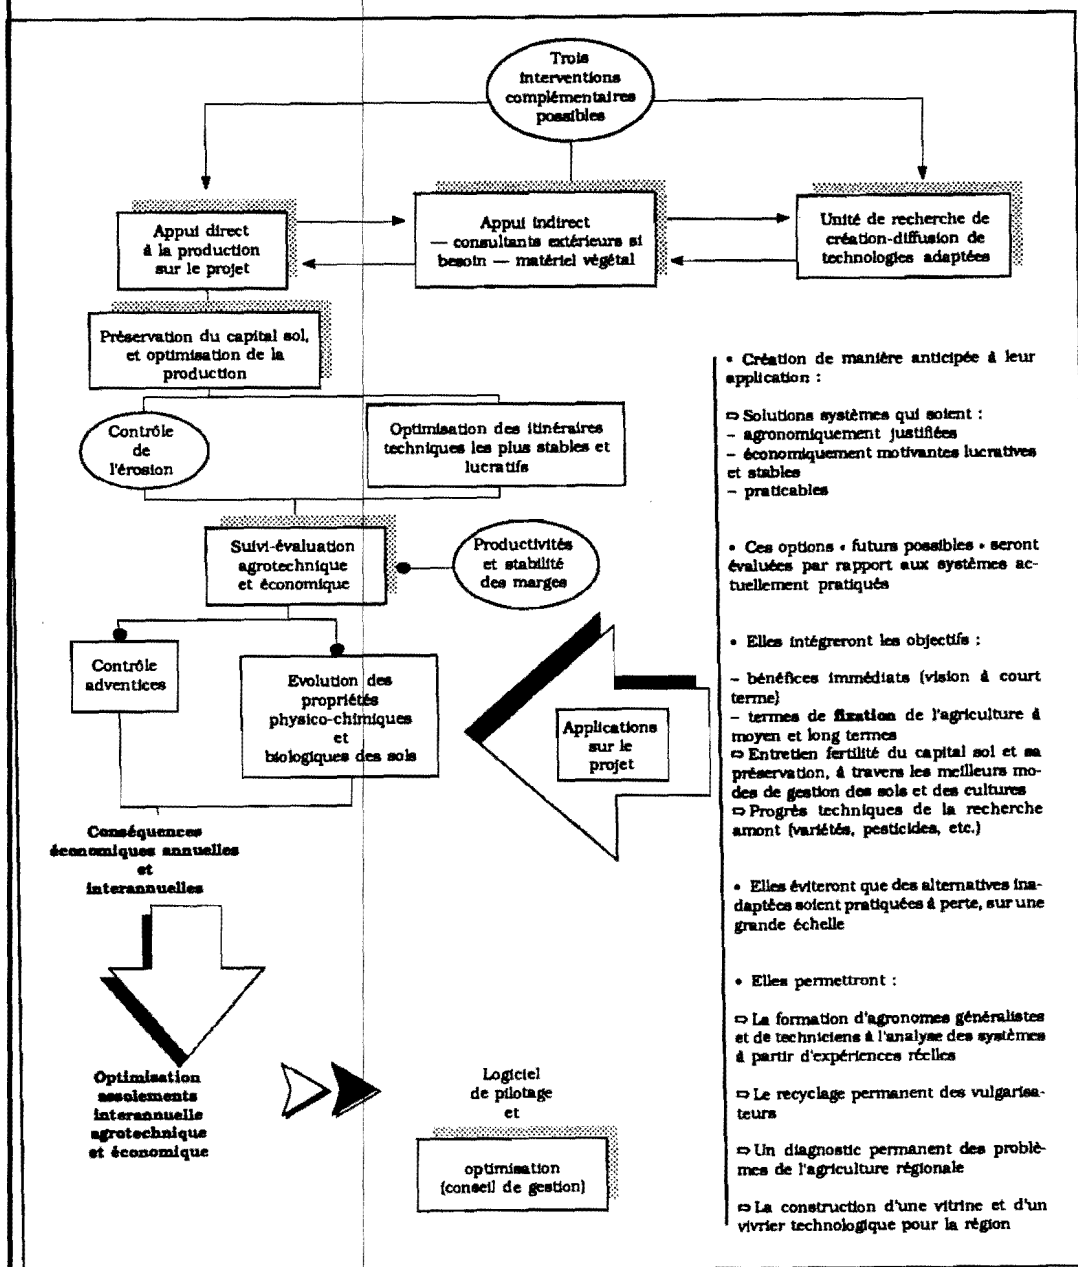 Trois
interventions
complémentaires
possibles
Appui direct
à la production
sur le projet
Appui indirect
— consultants extérieurs si
besoin — matériel végétal
Unité de recherche de
création-diffusion de
technologies adaptées
Préservation du capital sol,
et optimisation de la
production
Contrôle
de
l'érosion
Optimisation des itinéraires
techniques les plus stables et
lucratifs
Suivi-évaluation
agrotechnique
et économique
Productivités
et stabilité
des marges
Contrôle
adventices
Evolution des
propriétés
physico-chimiques
et
biologiques des sols
Applications
sur le
projet
Conséquences
économiques annuelles
et
interannuelles
Optimisation
assolements
interannuelle
agrotechnique
et économique
Logiciel
de pilotage
et
optimisation
(conseil de gestion)
• Création de manière anticipée à leur
application :
⇨ Solutions systèmes qui soient :
– agronomiquement justifiées
– économiquement motivantes lucratives
et stables
– praticables
• Ces options « futurs possibles » seront
évaluées par rapport aux systèmes ac-
tuellement pratiqués
• Elles intégreront les objectifs :
– bénéfices immédiats (vision à court
terme)
– termes de fixation de l'agriculture à
moyen et long termes
⇨ Entretien fertilité du capital sol et sa
préservation, à travers les meilleurs mo-
des de gestion des sols et des cultures
⇨ Progrès techniques de la recherche
amont (variétés, pesticides, etc.)
• Elles éviteront que des alternatives ina-
daptées soient pratiquées à perte, sur une
grande échelle
• Elles permettront :
⇨ La formation d'agronomes généralistes
et de techniciens à l'analyse des systèmes
à partir d'expériences réelles
⇨ Le recyclage permanent des vulgarisa-
teurs
⇨ Un diagnostic permanent des problè-
mes de l'agriculture régionale
⇨ La construction d'une vitrine et d'un
vivrier technologique pour la région